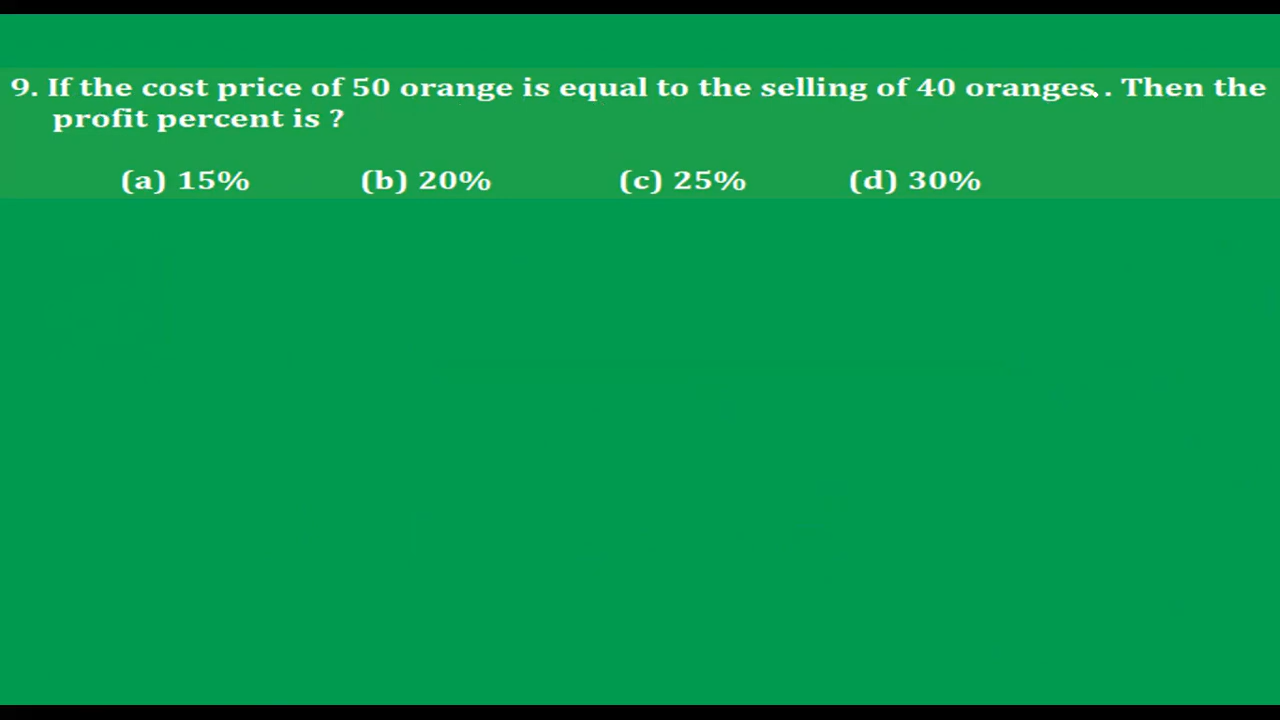 9. If the cost price of 50 orange is equal to the selling of 40 oranges.. Then the
profit percent is ?
(a) 15% (b) 20% (c) 25% (d) 30%